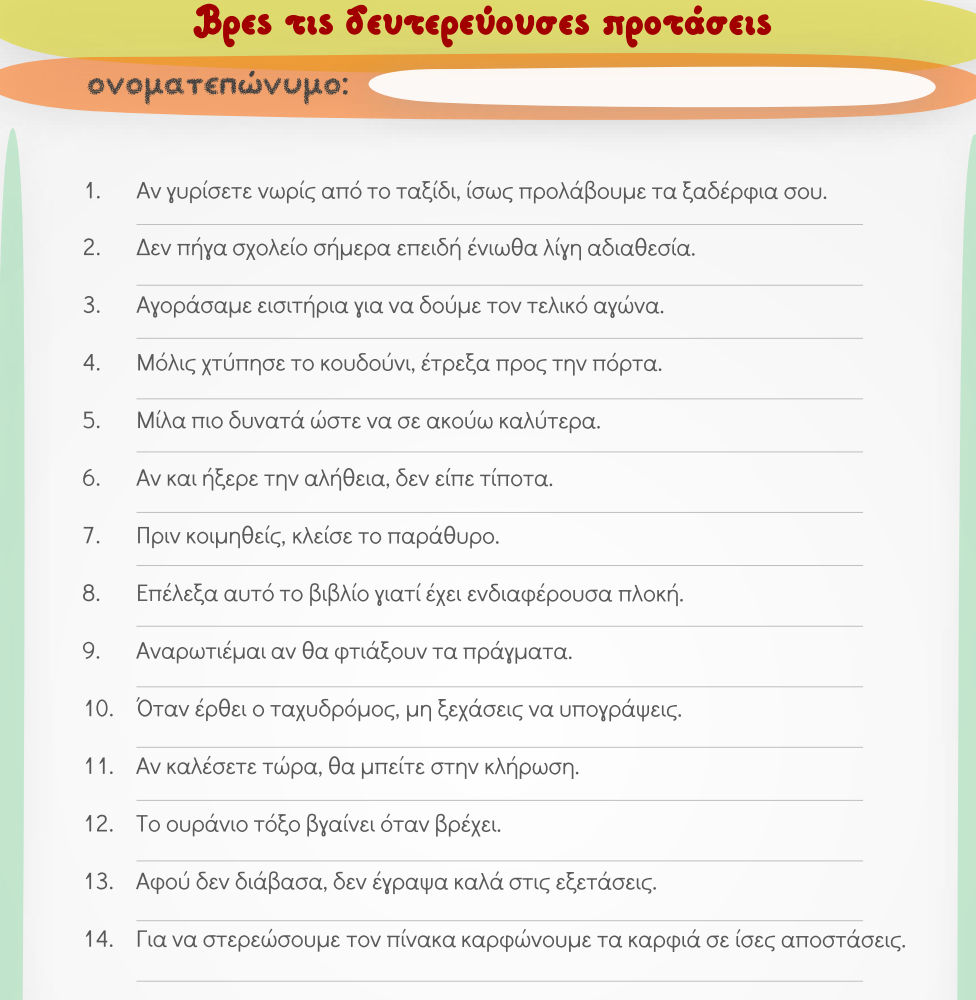 Βρες τις δευτερεύουσες προτάσεις
ονοματεπώνυμο:
1. Αν γυρίσετε νωρίς από το ταξίδι, ίσως προλάβουμε τα ξαδέρφια σου.
2. Δεν πήγα σχολείο σήμερα επειδή ένιωθα λίγη αδιαθεσία.
3. Αγοράσαμε εισιτήρια για να δούμε τον τελικό αγώνα.
4. Μόλις χτύπησε το κουδούνι, έτρεξα προς την πόρτα.
5. Μίλα πιο δυνατά ώστε να σε ακούω καλύτερα.
6. Αν και ήξερε την αλήθεια, δεν είπε τίποτα.
7. Πριν κοιμηθείς, κλείσε το παράθυρο.
8. Επέλεξα αυτό το βιβλίο γιατί έχει ενδιαφέρουσα πλοκή.
9. Αναρωτιέμαι αν θα φτιάξουν τα πράγματα.
10. Όταν έρθει ο ταχυδρόμος, μη ξεχάσεις να υπογράψεις.
11. Αν καλέσετε τώρα, θα μπείτε στην κλήρωση.
12. Το ουράνιο τόξο βγαίνει όταν βρέχει.
13. Αφού δεν διάβασα, δεν έγραψα καλά στις εξετάσεις.
14. Για να στερεώσουμε τον πίνακα καρφώνουμε τα καρφιά σε ίσες αποστάσεις.